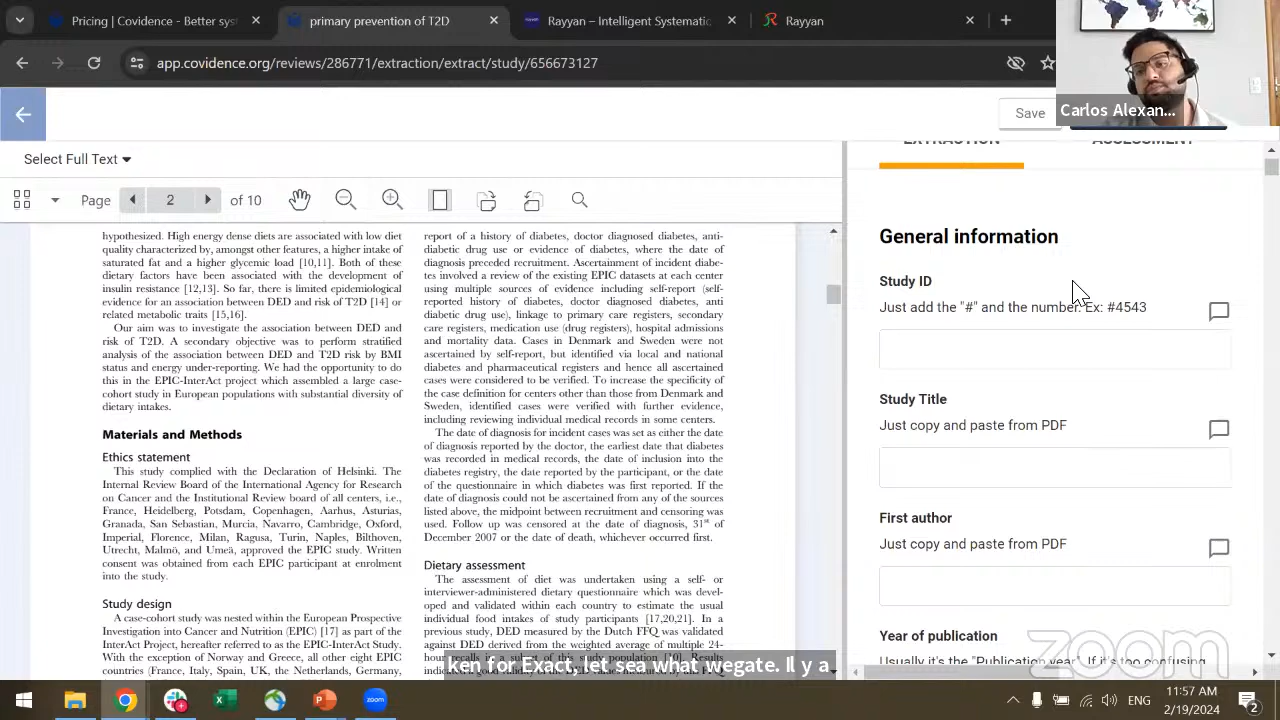 Pricing | Covidence - Better sys
primary prevention of T2D
Rayyan – Intelligent Systematic
Rayyan
app.covidence.org/reviews/286771/extraction/extract/study/656673127
Carlos Alexan...
Save
Select Full Text
EXTRACTION
ASSESSMENT
Page 2 of 10
hypothesized. High energy dense diets are associated with low diet
quality characterized by, amongst other features, a higher intake of
saturated fat and a higher glycemic load [10,11]. Both of these
dietary factors have been associated with the development of
insulin resistance [12,13]. So far, there is limited epidemiological
evidence for an association between DED and risk of T2D [14] or
related metabolic traits [15,16].
Our aim was to investigate the association between DED and
risk of T2D. A secondary objective was to perform stratified
analysis of the association between DED and T2D risk by BMI
status and energy under-reporting. We had the opportunity to do
this in the EPIC-InterAct project which assembled a large case-
cohort study in European populations with substantial diversity of
dietary intakes.
Materials and Methods
Ethics statement
This study complied with the Declaration of Helsinki. The
Internal Review Board of the International Agency for Research
on Cancer and the Institutional Review board of all centers, i.e.,
France, Heidelberg, Potsdam, Copenhagen, Aarhus, Asturias,
Granada, San Sebastian, Murcia, Navarro, Cambridge, Oxford,
Imperial, Florence, Milan, Ragusa, Turin, Naples, Bilthoven,
Utrecht, Malmö, and Umeå, approved the EPIC study. Written
consent was obtained from each EPIC participant at enrolment
into the study.
Study design
A case-cohort study was nested within the European Prospective
Investigation into Cancer and Nutrition (EPIC) [17] as part of the
InterAct Project, hereafter referred to as the EPIC-InterAct Study.
With the exception of Norway and Greece, all other eight EPIC
countries (France, Italy, Spain, UK, the Netherlands, Germany,
report of a history of diabetes, doctor diagnosed diabetes, anti-
diabetic drug use or evidence of diabetes, where the date of
diagnosis preceded recruitment. Ascertainment of incident diabe-
tes involved a review of the existing EPIC datasets at each center
using multiple sources of evidence including self-report (self-
reported history of diabetes, doctor diagnosed diabetes, anti
diabetic drug use), linkage to primary care registers, secondary
care registers, medication use (drug registers), hospital admissions
and mortality data. Cases in Denmark and Sweden were not
ascertained by self-report, but identified via local and national
diabetes and pharmaceutical registers and hence all ascertained
cases were considered to be verified. To increase the specificity of
the case definition for centers other than those from Denmark and
Sweden, identified cases were verified with further evidence,
including reviewing individual medical records in some centers.
The date of diagnosis for incident cases was set as either the date
of diagnosis reported by the doctor, the earliest date that diabetes
was recorded in medical records, the date of inclusion into the
diabetes registry, the date reported by the participant, or the date
of the questionnaire in which diabetes was first reported. If the
date of diagnosis could not be ascertained from any of the sources
listed above, the midpoint between recruitment and censoring was
used. Follow up was censored at the date of diagnosis, 31st of
December 2007 or the date of death, whichever occurred first.
Dietary assessment
The assessment of diet was undertaken using a self- or
interviewer-administered dietary questionnaire which was devel-
oped and validated within each country to estimate the usual
individual food intakes of study participants [17,20,21]. In a
previous study, DED measured by the Dutch FFQ was validated
against DED derived from the weighted average of multiple 24-
ken for Exact, let sea what wegate. Il y a
General information
Study ID
Just add the "#" and the number. Ex: #4543
Study Title
Just copy and paste from PDF
First author
Just copy and paste from PDF
Year of publication
Usually it's the "Publication year". If it's too confusing,
zoom
zoom
ENG
11:57 AM
2/19/2024
2